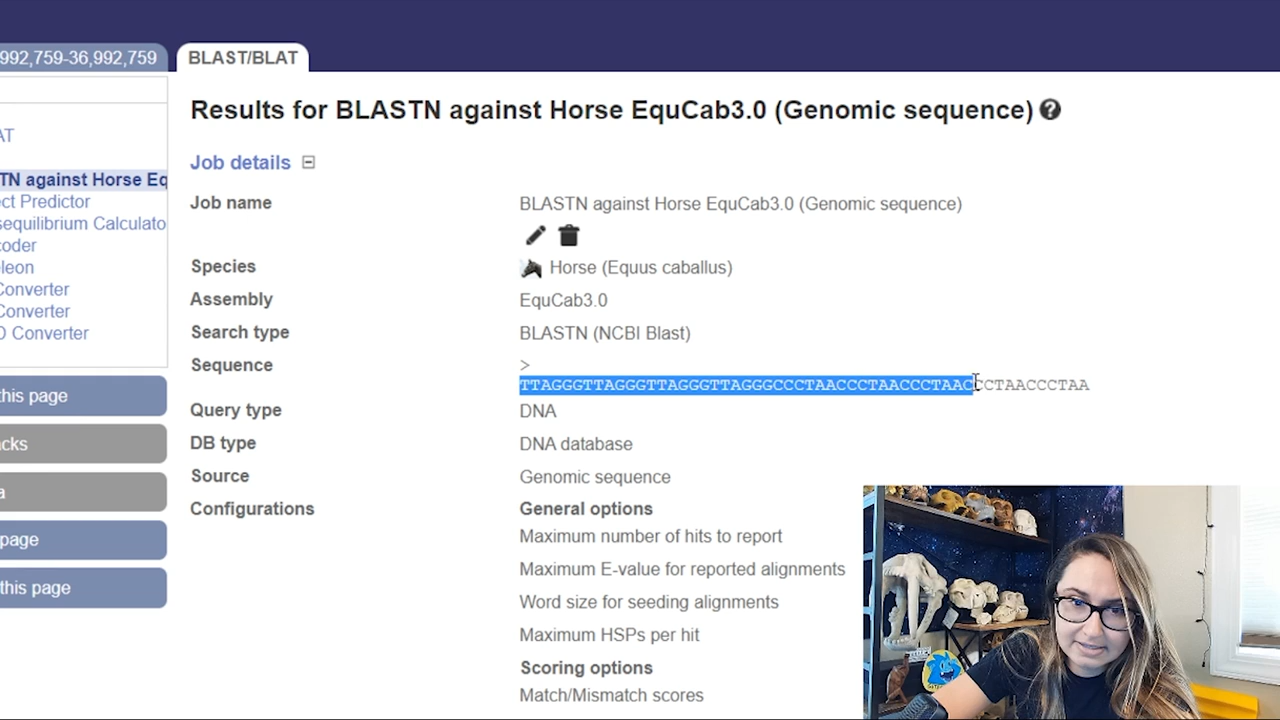 992,759-36,992,759
BLAST/BLAT
Results for BLASTN against Horse EquCab3.0 (Genomic sequence) ?
Job details
AT
TN against Horse Eq
Job name
BLASTN against Horse EquCab3.0 (Genomic sequence)
ect Predictor
sequilibrium Calculato
coder
leon
Converter
Converter
D Converter
Species
Horse (Equus caballus)
Assembly
EquCab3.0
Search type
BLASTN (NCBI Blast)
Sequence
>
TTAGGGTTAGGGTTAGGGTTAGGGCCCTAACCCTAACCCTAACCCTAACCCTAA
this page
Query type
DNA
DB type
DNA database
acks
Source
Genomic sequence
a
Configurations
General options
page
Maximum number of hits to report
Maximum E-value for reported alignments
this page
Word size for seeding alignments
Maximum HSPs per hit
Scoring options
Match/Mismatch scores